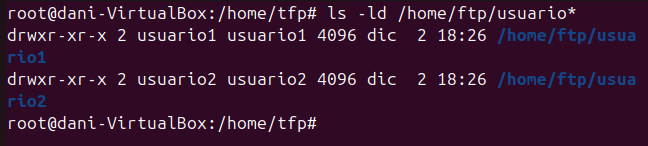 root@dani-VirtualBox:/home/tfp# ls -ld /home/ftp/usuario*
drwxr-xr-x 2 usuario1 usuario1 4096 dic  2 18:26 /home/ftp/usua
rio1
drwxr-xr-x 2 usuario2 usuario2 4096 dic  2 18:26 /home/ftp/usua
rio2
root@dani-VirtualBox:/home/tfp#